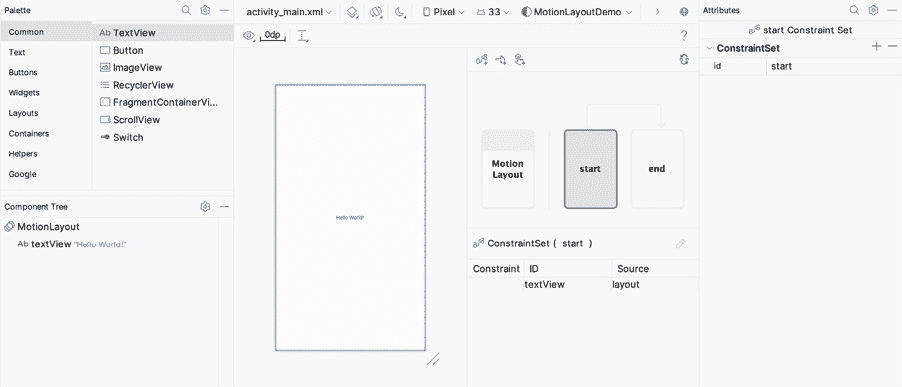 Palette
Common
Text
Buttons
Widgets
Layouts
Containers
Helpers
Google
Ab TextView
Button
ImageView
RecyclerView
FragmentContainerVi...
ScrollView
Switch
Component Tree
MotionLayout
Ab textView "Hello World!"
activity_main.xml
Pixel
33
MotionLayoutDemo
0dp
?
Hello World!
Motion
Layout
start
end
ConstraintSet ( start )
Constraint ID Source
textView layout
Attributes
start Constraint Set
ConstraintSet
id start